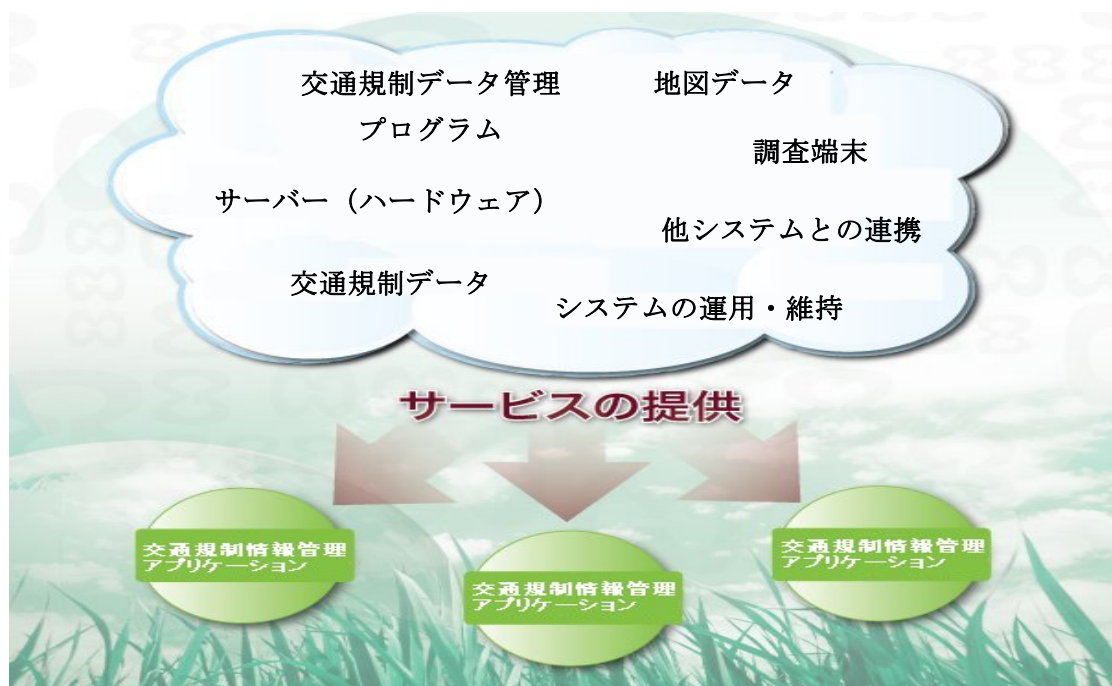 交通規制データ管理
プログラム
地図データ
調査端末
サーバー（ハードウェア）
他システムとの連携
交通規制データ
システムの運用・維持
サービスの提供
交通規制情報管理
アプリケーション
交通規制情報管理
アプリケーション
交通規制情報管理
アプリケーション